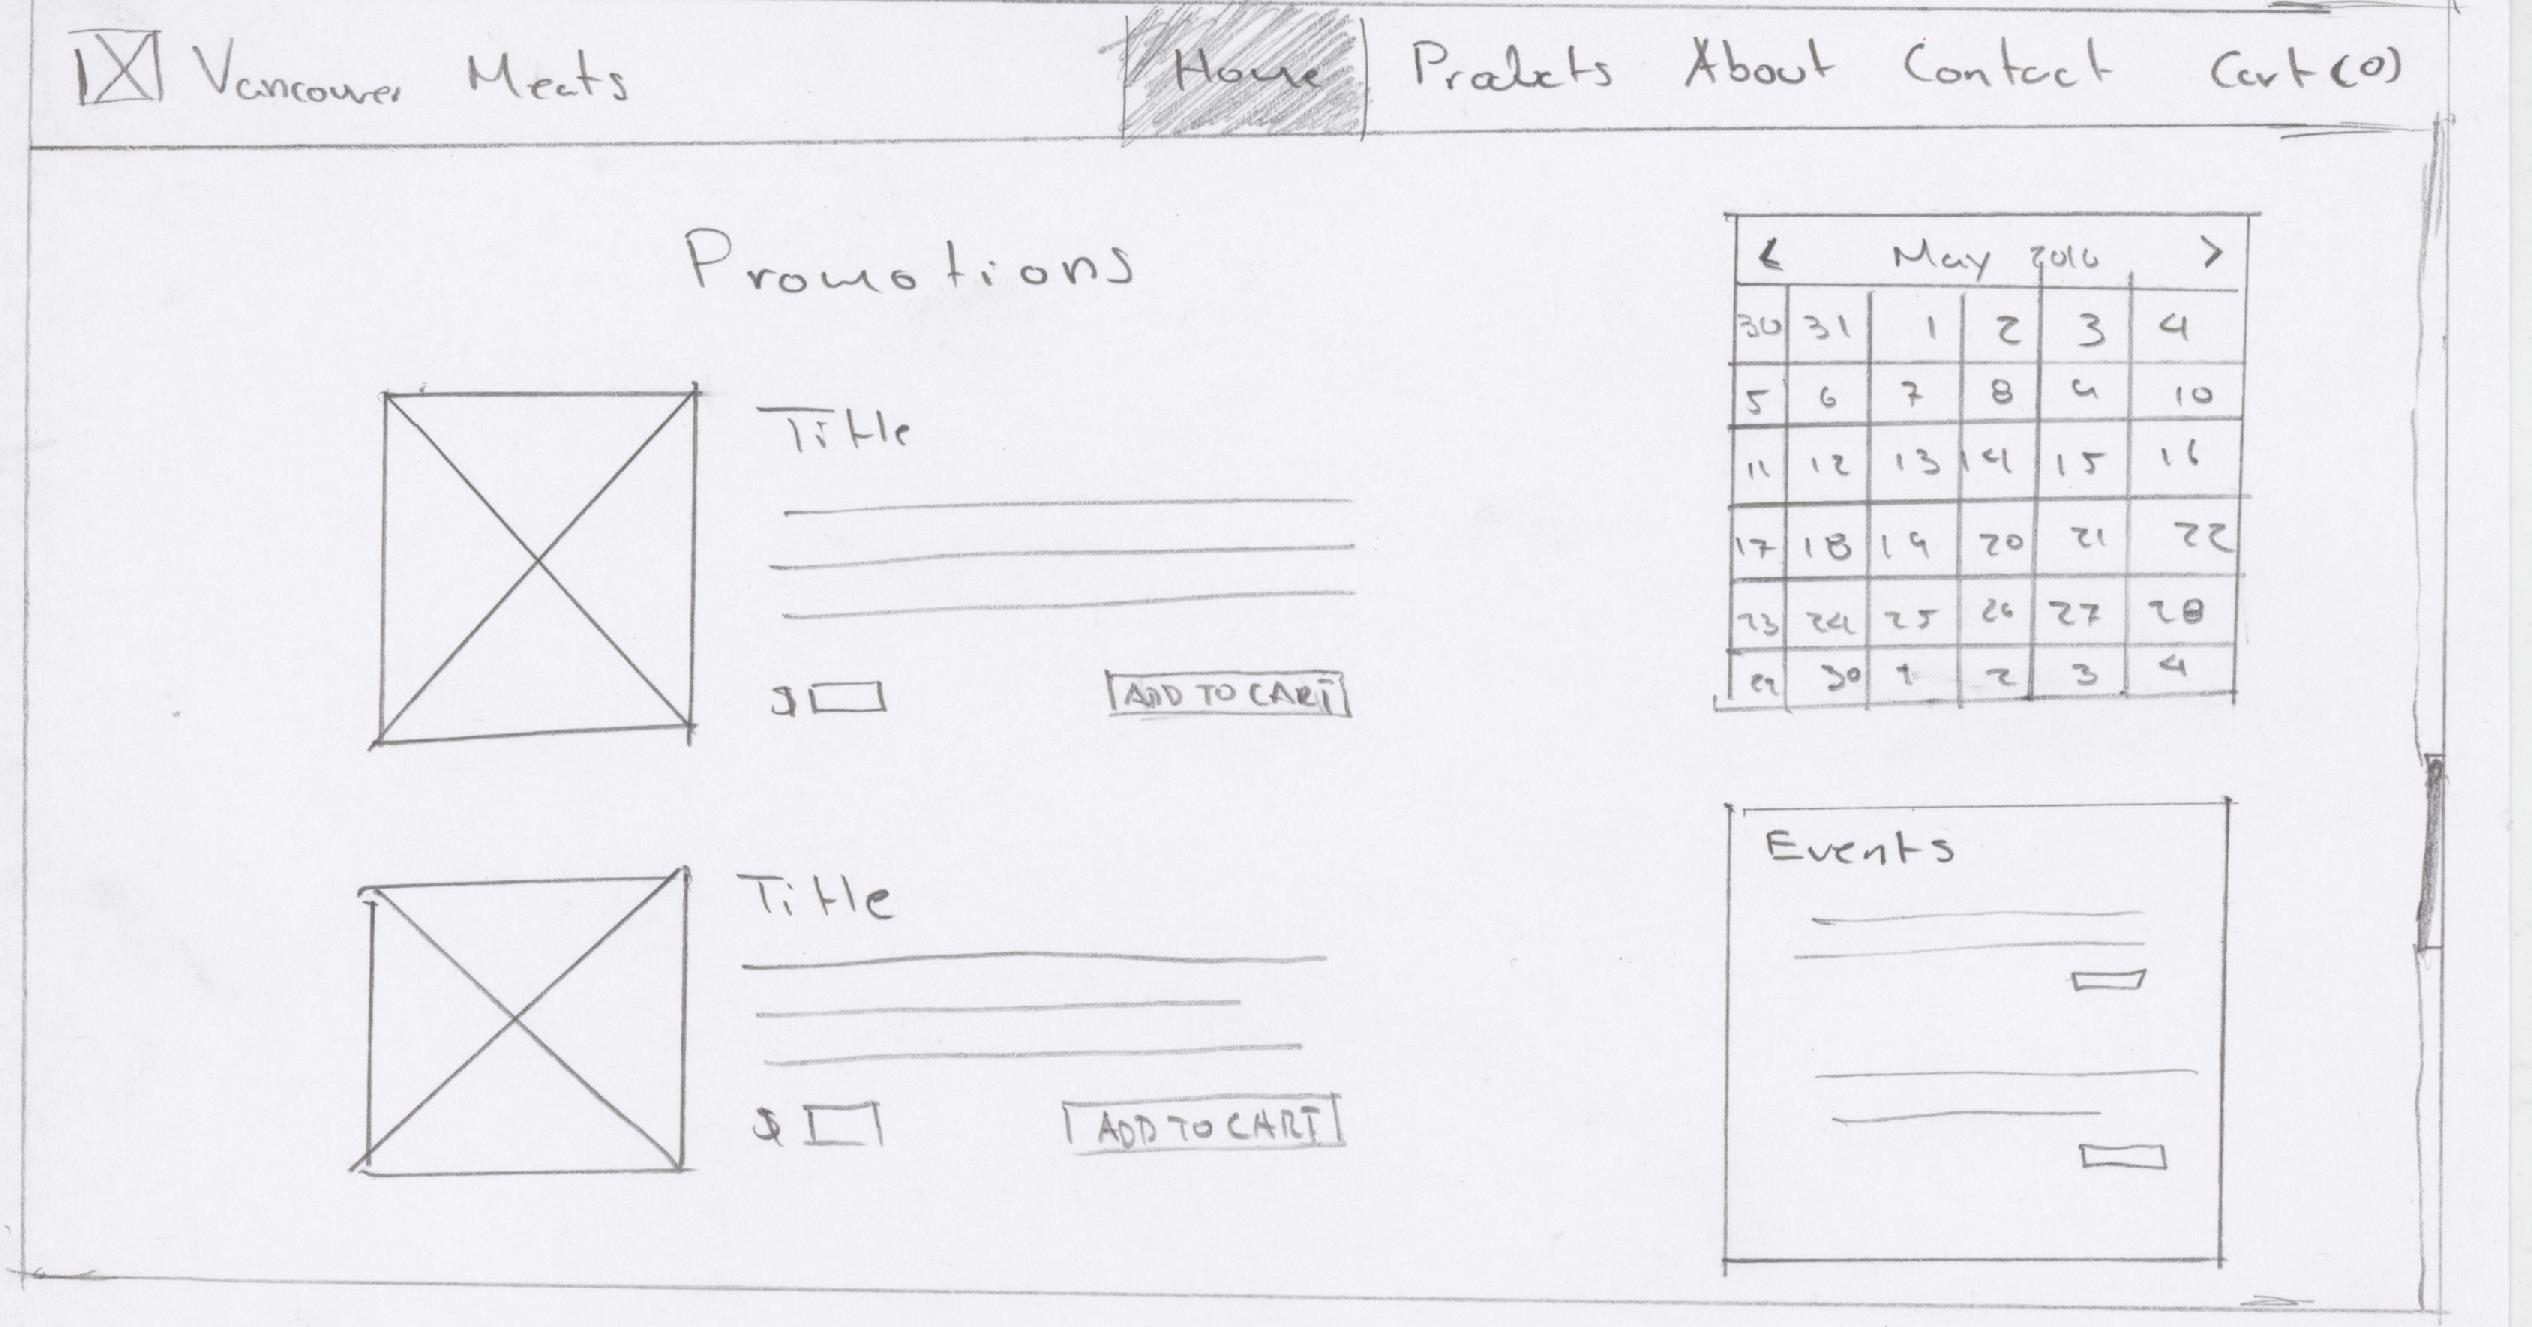 Vancouver Meats
Home Products About Contact Cart (0)
Promotions
Title
$ ADD TO CART
Title
$ ADD TO CART
< May 2016 >
30 31 1 2 3 4
5 6 7 8 9 10
11 12 13 14 15 16
17 18 19 20 21 22
23 24 25 26 27 28
29 30 1 2 3 4
Events